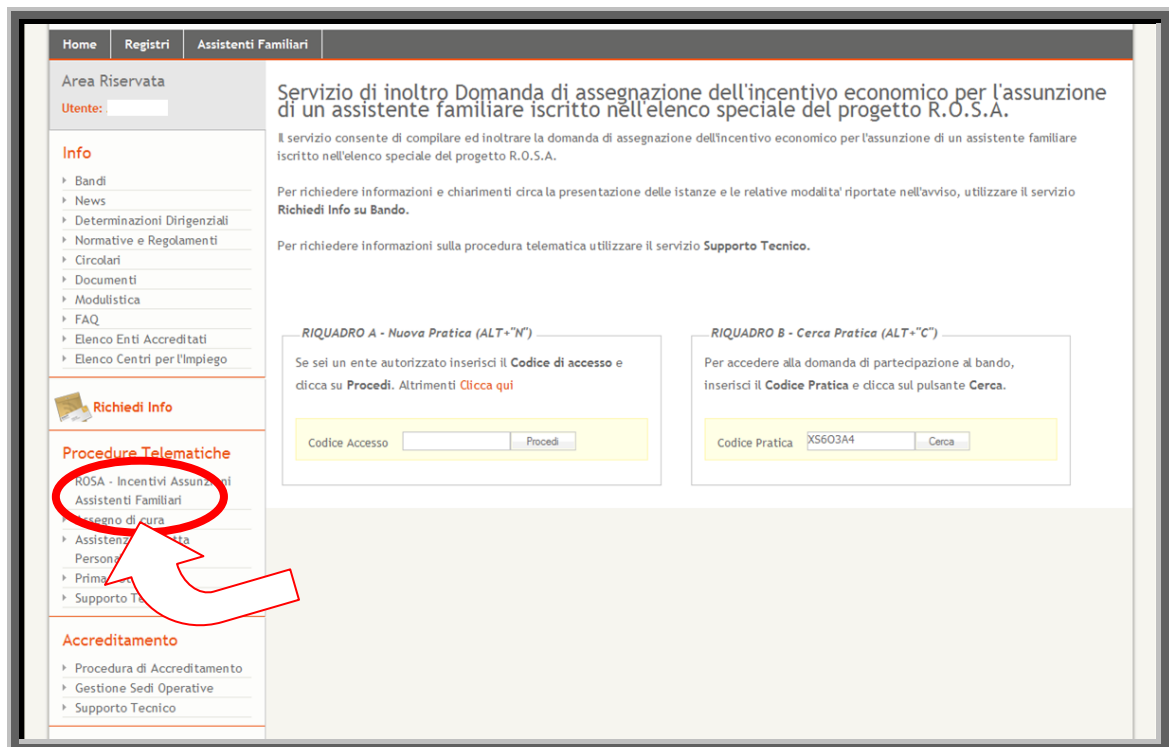 Home Registri Assistenti Familiari
Area Riservata
Utente:
Info
Bandi
News
Determinazioni Dirigenziali
Normative e Regolamenti
Circolari
Documenti
Modulistica
FAQ
Elenco Enti Accreditati
Elenco Centri per l'Impiego
Richiedi Info
Procedure Telematiche
ROSA - Incentivi Assunzioni
Assistenti Familiari
Assegno di cura
Supporto
Accreditamento
Procedura di Accreditamento
Gestione Sedi Operative
Supporto Tecnico
Servizio di inoltro Domanda di assegnazione dell'incentivo economico per l'assunzione
di un assistente familiare iscritto nell'elenco speciale del progetto R.O.S.A.
Il servizio consente di compilare ed inoltrare la domanda di assegnazione dell'incentivo economico per l'assunzione di un assistente familiare
iscritto nell'elenco speciale del progetto R.O.S.A.
Per richiedere informazioni e chiarimenti circa la presentazione delle istanze e le relative modalita' riportate nell'avviso, utilizzare il servizio
Richiedi Info su Bando.
Per richiedere informazioni sulla procedura telematica utilizzare il servizio Supporto Tecnico.
RIQUADRO A - Nuova Pratica (ALT+"N")
Se sei un ente autorizzato inserisci il Codice di accesso e
clicca su Procedi. Altrimenti Clicca qui
Codice Accesso Procedi
RIQUADRO B - Cerca Pratica (ALT+"C")
Per accedere alla domanda di partecipazione al bando,
inserisci il Codice Pratica e clicca sul pulsante Cerca.
Codice Pratica XS6O3A4 Cerca